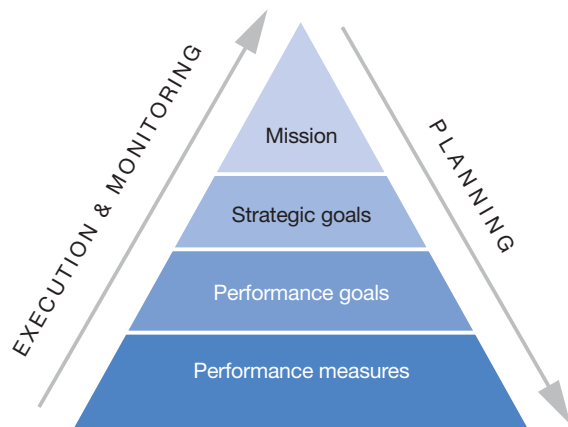 EXECUTION & MONITORING
PLANNING
Mission
Strategic goals
Performance goals
Performance measures